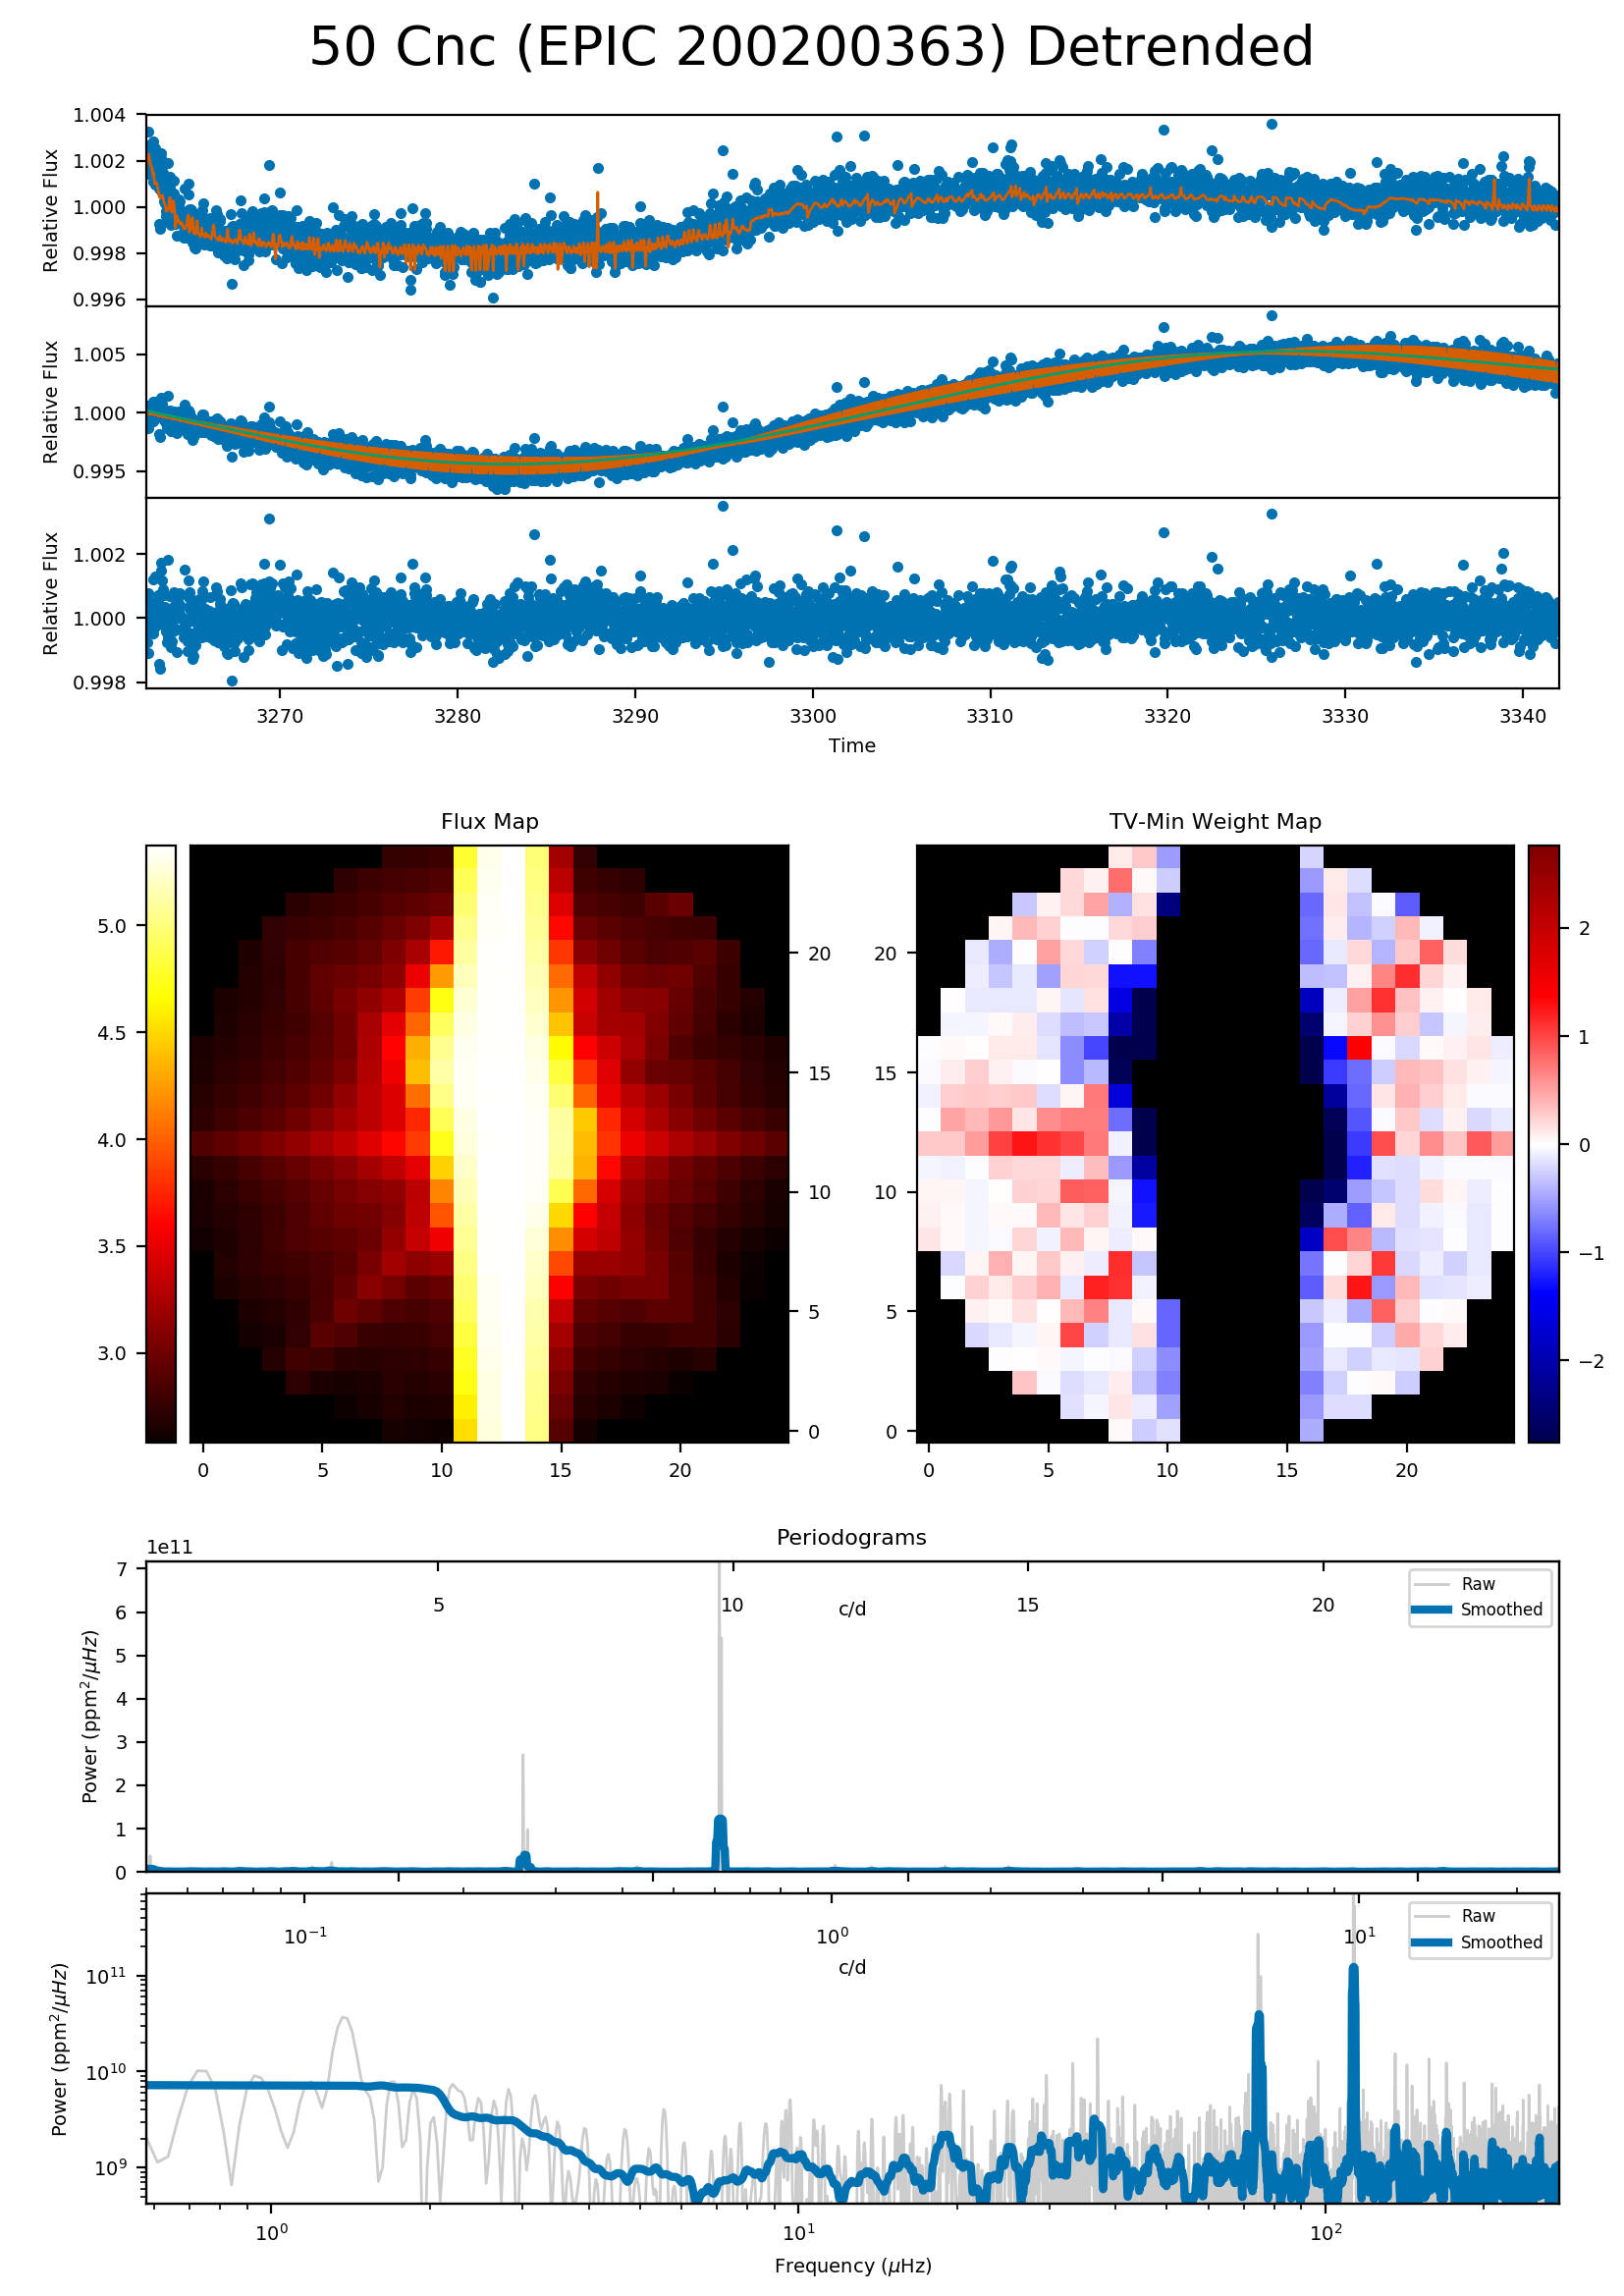 50 Cnc (EPIC 200200363) Detrended
1.004
1.002
1.000
0.998
0.996
Relative Flux
1.005
1.000
0.995
Relative Flux
1.002
1.000
0.998
Relative Flux
3270 3280 3290 3300 3310 3320 3330 3340
Time
Flux Map
5.0
4.5
4.0
3.5
3.0
20
15
10
5
0
0 5 10 15 20
TV-Min Weight Map
20
15
10
5
0
0 5 10 15 20
2
1
0
−1
−2
Periodograms
1e11
7
6
5
4
3
2
1
0
Power (ppm²/μHz)
5 10 15 20
c/d
Raw
Smoothed
10¹¹
10¹⁰
10⁹
Power (ppm²/μHz)
10⁻¹ 10⁰ 10¹
c/d
Raw
Smoothed
10⁰ 10¹ 10²
Frequency (μHz)